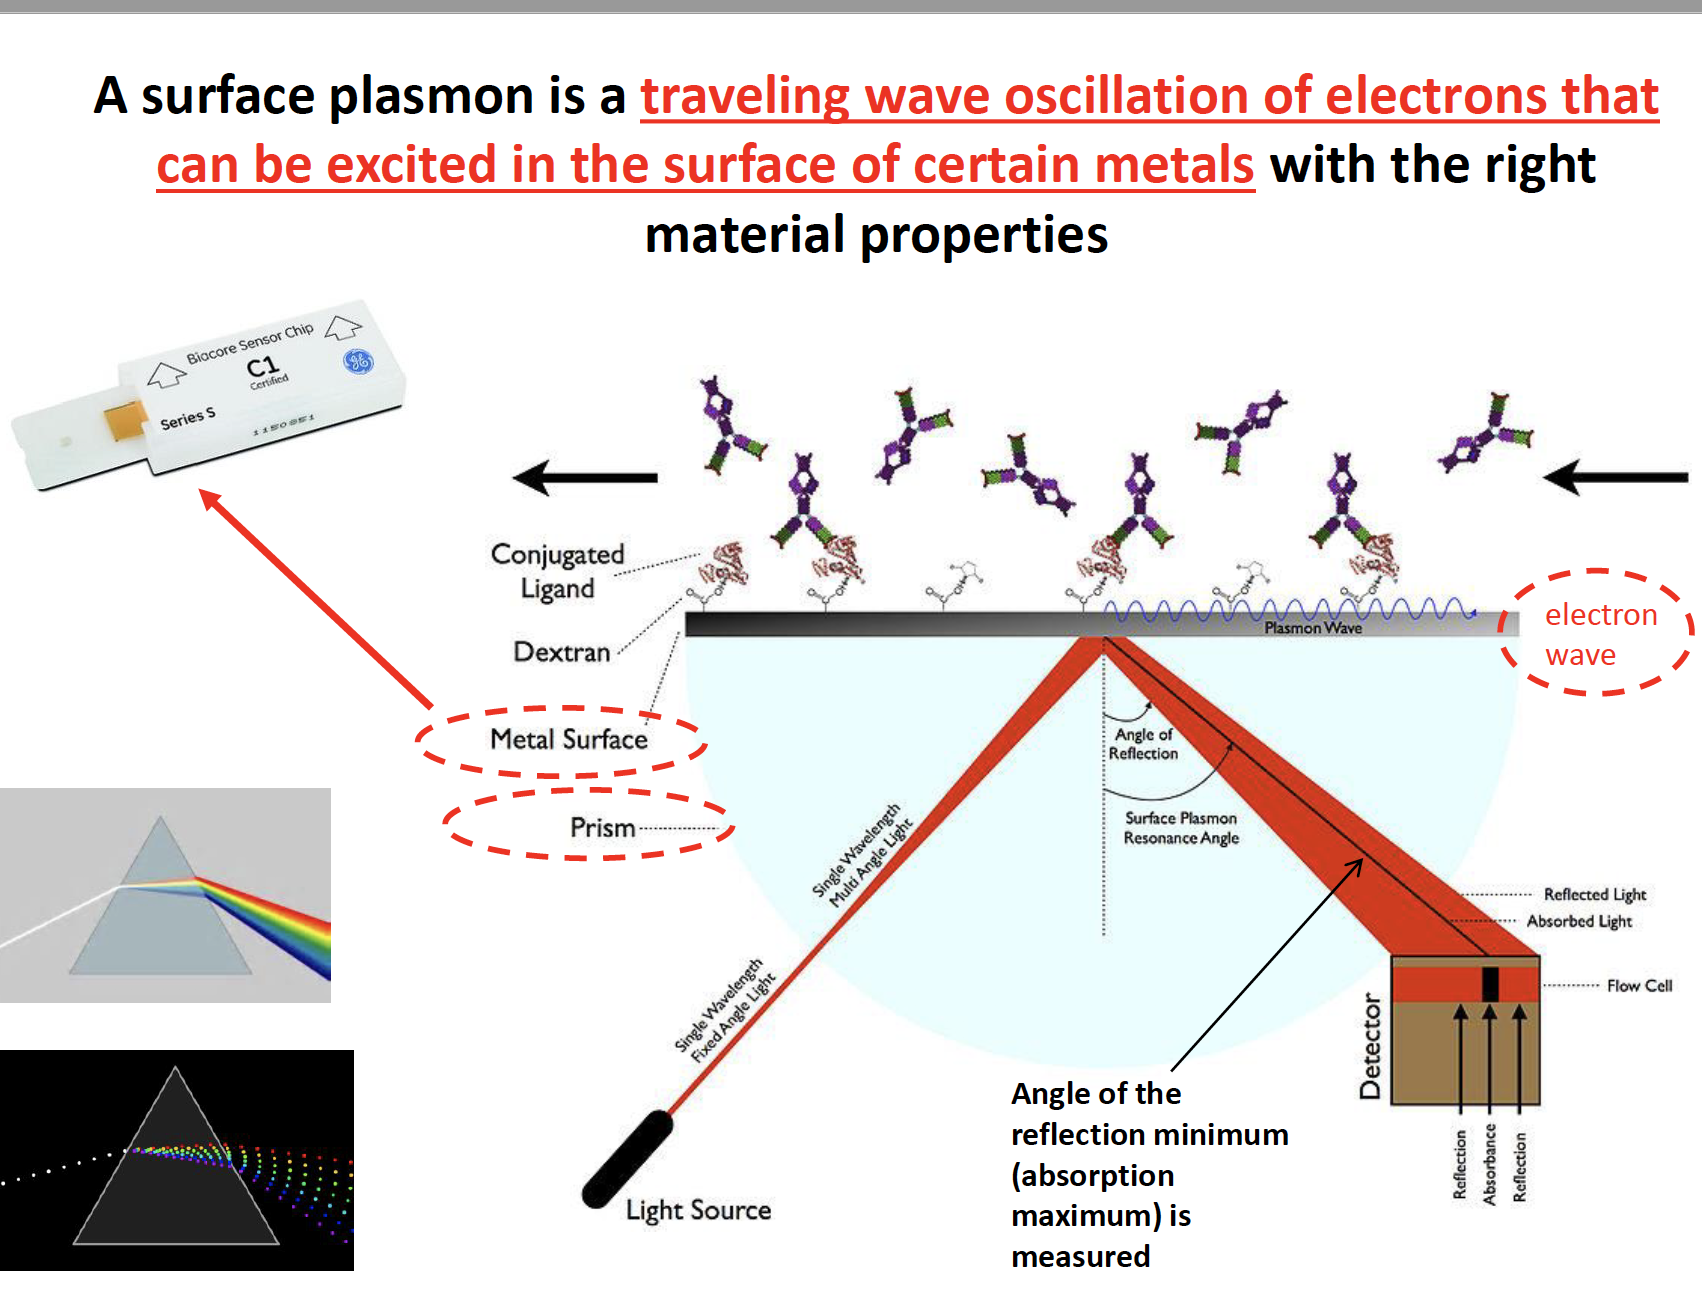 A surface plasmon is a traveling wave oscillation of electrons that
can be excited in the surface of certain metals with the right
material properties
Biacore Sensor Chip
C1
Certified
Series S
1150851
Conjugated
Ligand
Dextran
Metal Surface
Prism
Plasmon Wave
electron
wave
Angle of
Reflection
Surface Plasmon
Resonance Angle
Single Wavelength
Multi Angle Light
Single Wavelength
Fixed Angle Light
Light Source
Reflected Light
Absorbed Light
Flow Cell
Detector
Reflection
Absorbance
Reflection
Angle of the
reflection minimum
(absorption
maximum) is
measured